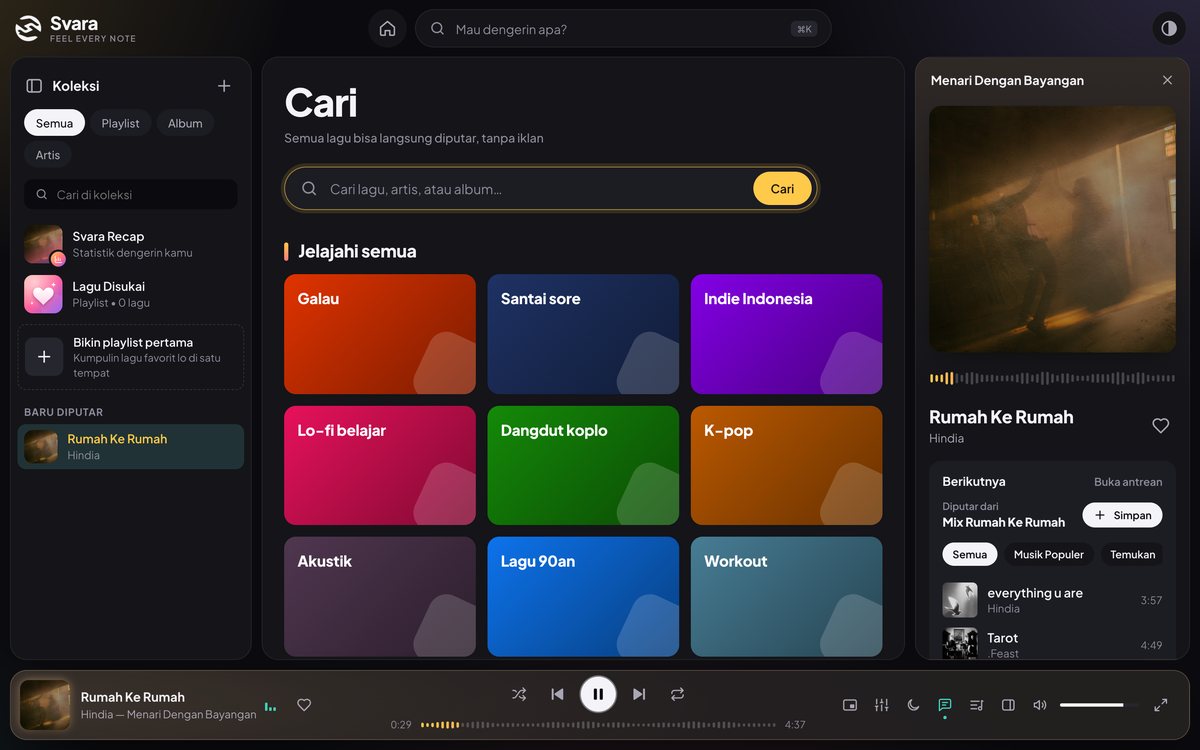 Svara
FEEL EVERY NOTE
Mau dengerin apa?
⌘K
Koleksi
Semua
Playlist
Album
Artis
Cari di koleksi
Svara Recap
Statistik dengerin kamu
Lagu Disukai
Playlist • 0 lagu
Bikin playlist pertama
Kumpulin lagu favorit lo di satu
tempat
BARU DIPUTAR
Rumah Ke Rumah
Hindia
Cari
Semua lagu bisa langsung diputar, tanpa iklan
Cari lagu, artis, atau album...
Cari
Jelajahi semua
Galau
Santai sore
Indie Indonesia
Lo-fi belajar
Dangdut koplo
K-pop
Akustik
Lagu 90an
Workout
Menari Dengan Bayangan
Rumah Ke Rumah
Hindia
Berikutnya
Buka antrean
Diputar dari
Mix Rumah Ke Rumah
Simpan
Semua
Musik Populer
Temukan
everything u are
Hindia
3:57
Tarot
.Feast
4:49
Rumah Ke Rumah
Hindia — Menari Dengan Bayangan
0:29
4:37